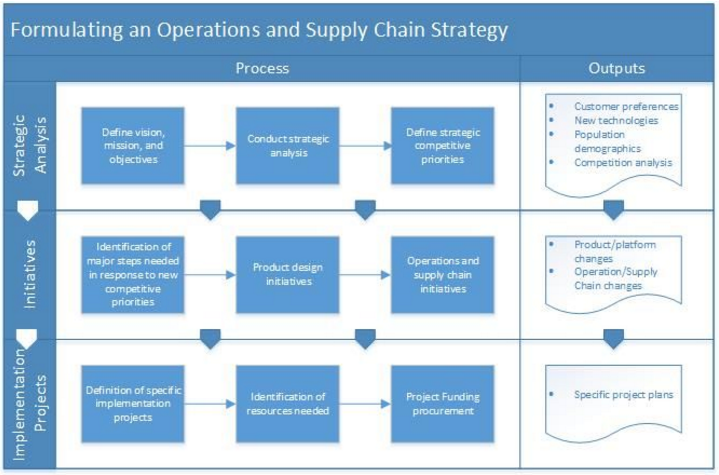 Formulating an Operations and Supply Chain Strategy
Process
Outputs
Strategic
Analysis
Define vision,
mission, and
objectives
Conduct strategic
analysis
Define strategic
competitive
priorities
• Customer preferences
• New technologies
• Population
demographics
• Competition analysis
Initiatives
Identification of
major steps needed
in response to new
competitive
priorities
Product design
initiatives
Operations and
supply chain
initiatives
• Product/platform
changes
• Operation/Supply
Chain changes
Implementation
Projects
Definition of specific
implementation
projects
Identification of
resources needed
Project Funding
procurement
• Specific project plans